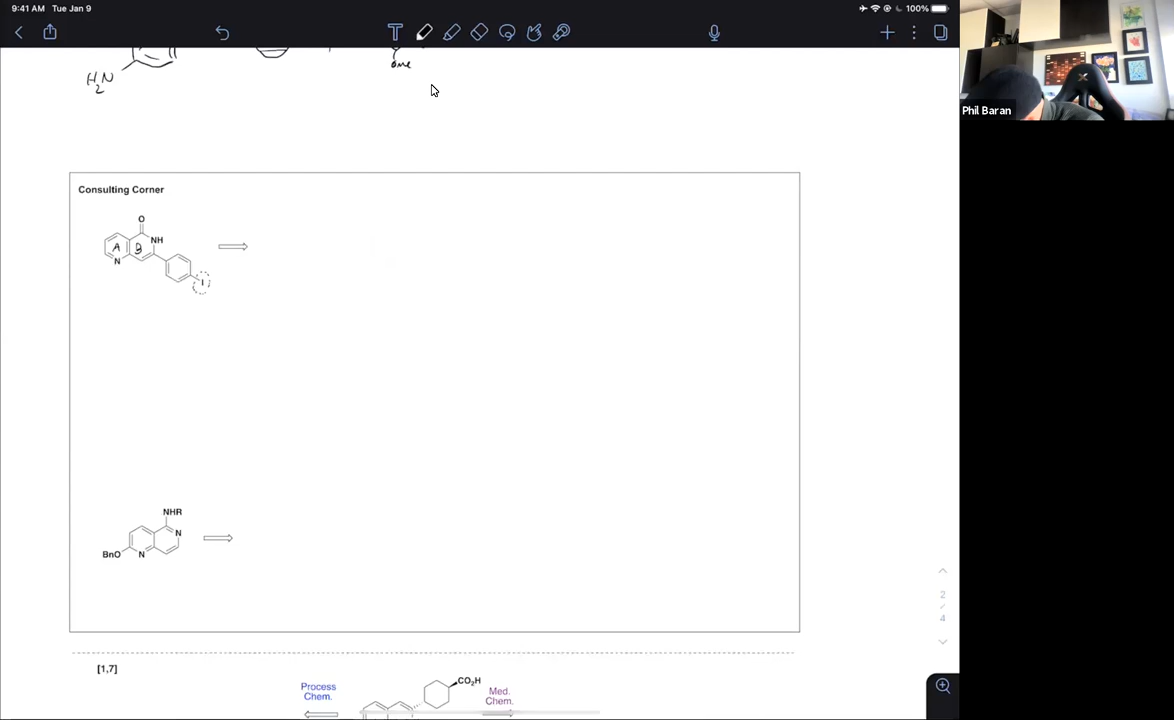 9:41 AM Tue Jan 9
100%
T
H2N
OMe
Phil Baran
Consulting Corner
O
A B NH
N
I
NHR
N
BnO N
2
/
4
[1,7]
Process
Chem.
CO2H
Med.
Chem.